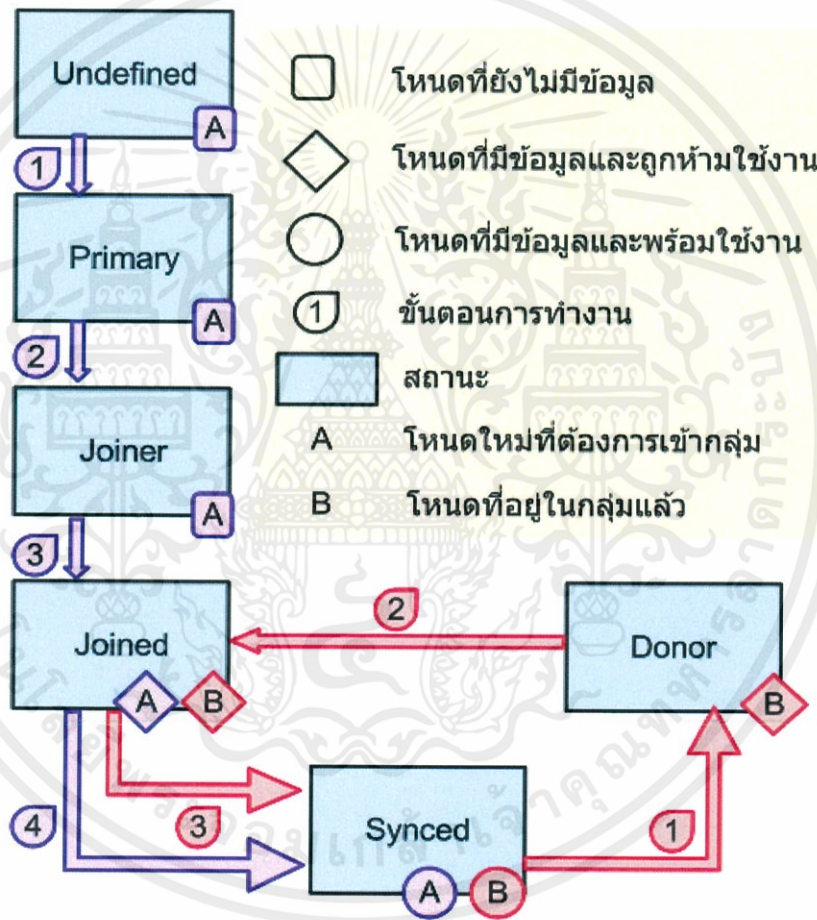 Undefined
A
1
Primary
A
2
Joiner
A
3
Joined
A B
4
3
2
Donor
B
1
Synced
A B
โหนดที่ยังไม่มีข้อมูล
โหนดที่มีข้อมูลและถูกห้ามใช้งาน
โหนดที่มีข้อมูลและพร้อมใช้งาน
1 ขั้นตอนการทำงาน
สถานะ
A โหนดใหม่ที่ต้องการเข้ากลุ่ม
B โหนดที่อยู่ในกลุ่มแล้ว